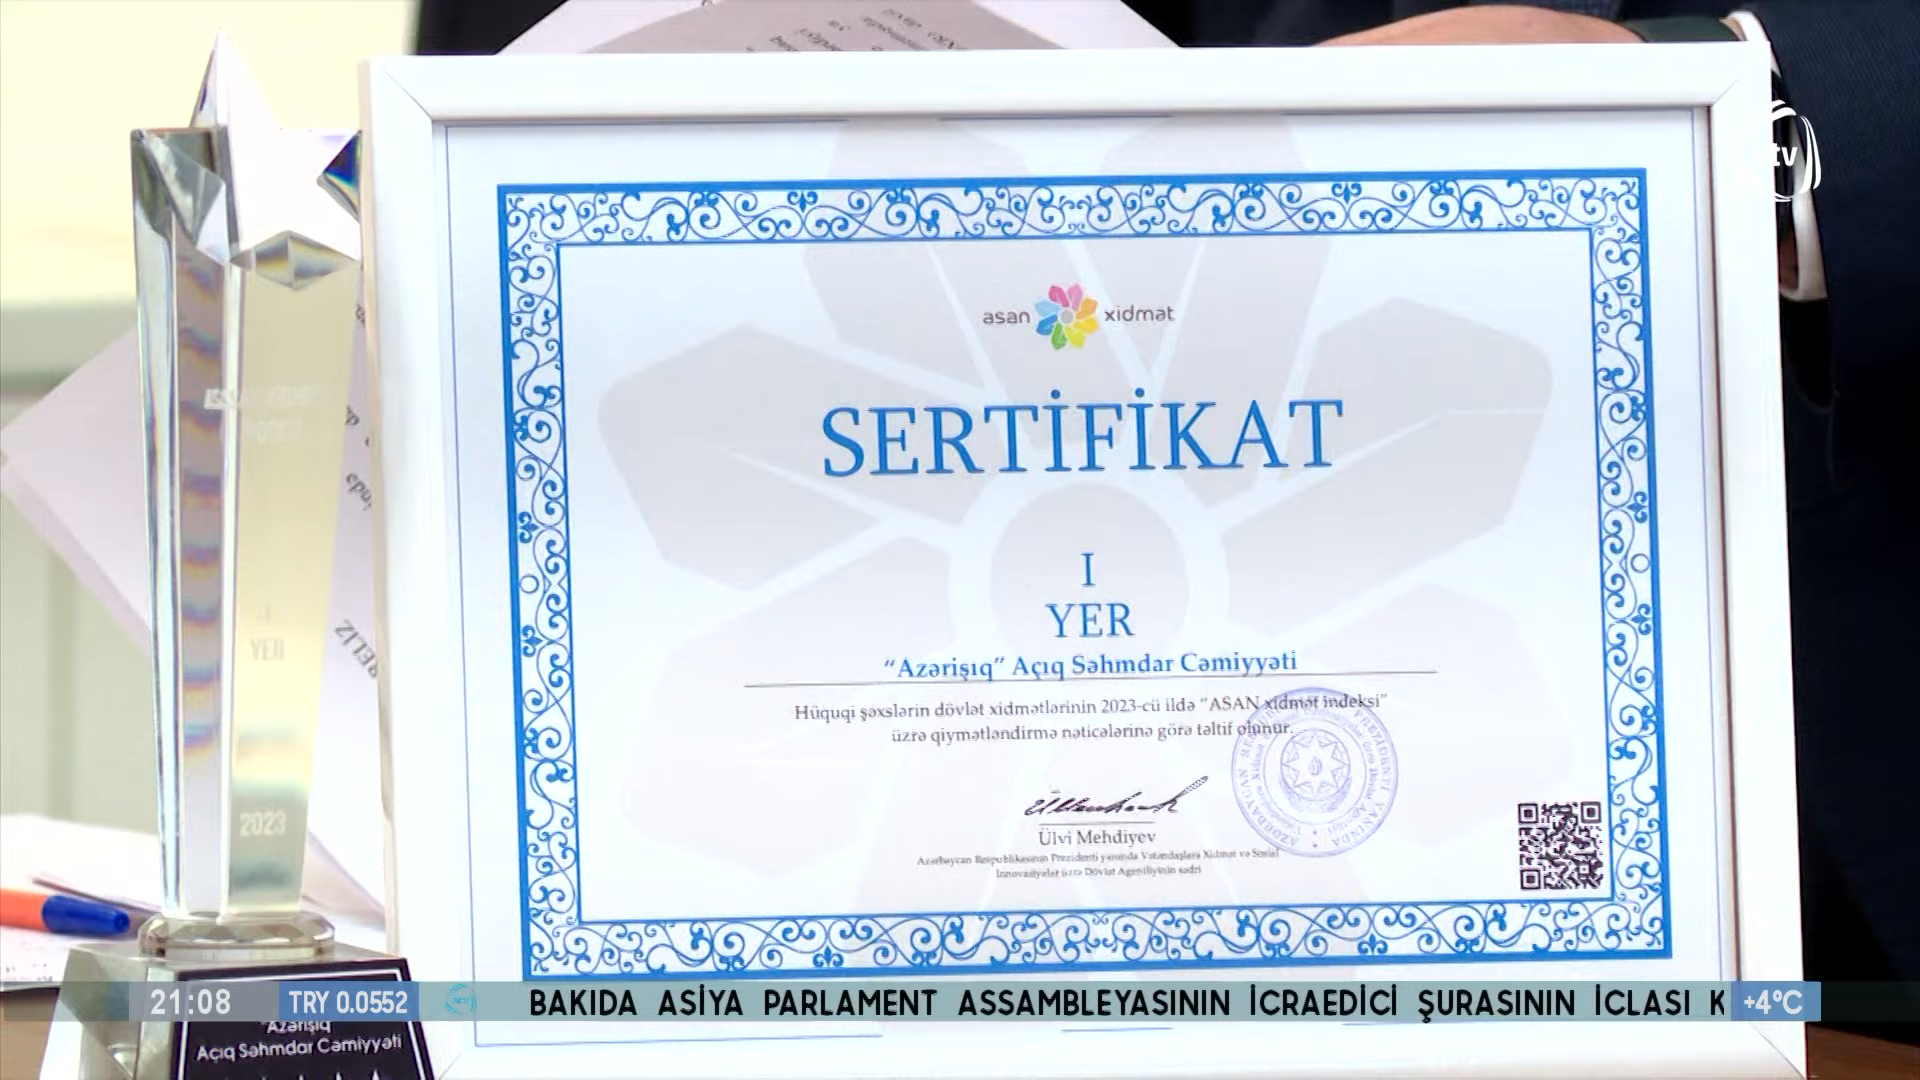 tv
asan xidmət
SERTİFİKAT
I
YER
“Azərişıq” Açıq Səhmdar Cəmiyyəti
Hüquqi şəxslərin dövlət xidmətlərinin 2023-cü ildə “ASAN xidmət indeksi”
üzrə qiymətləndirmə nəticələrinə görə təltif olunur.
Ülvi Mehdiyev
Azərbaycan Respublikasının Prezidenti yanında Vətəndaşlara Xidmət və Sosial
İnnovasiyalar üzrə Dövlət Agentliyinin sədri
I
YER
2023
RELIZ
21:08 TRY 0.0552 BAKIDA ASİYA PARLAMENT ASSAMBLEYASININ İCRAEDİCİ ŞURASININ İCLASI K +4°C
"Azərişıq
Açıq Səhmdar Cəmiyyəti